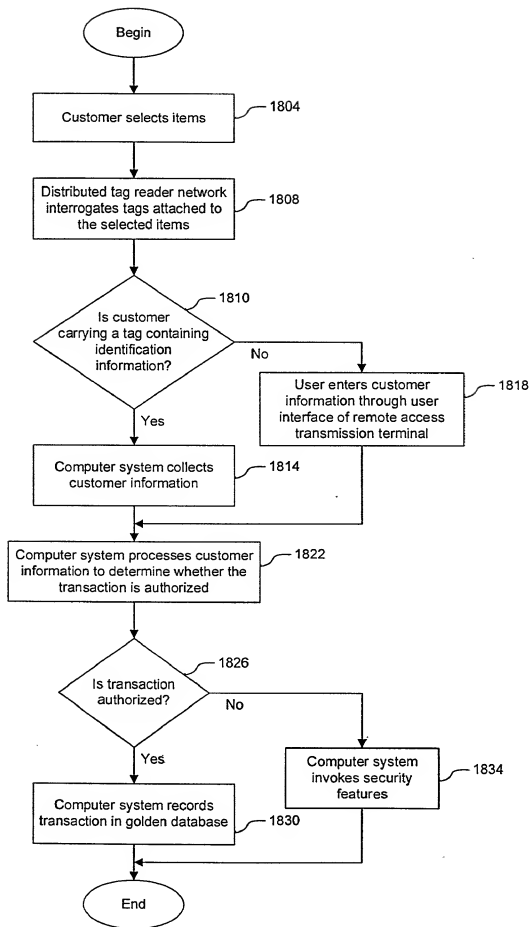 Begin
Customer selects items
1804
Distributed tag reader network
interrogates tags attached to
the selected items
1808
1810
Is customer
carrying a tag containing
identification
information?
No
Yes
User enters customer
information through user
interface of remote access
transmission terminal
1818
Computer system collects
customer information
1814
Computer system processes customer
information to determine whether the
transaction is authorized
1822
1826
Is transaction
authorized?
No
Yes
Computer system
invokes security
features
1834
Computer system records
transaction in golden database
1830
End